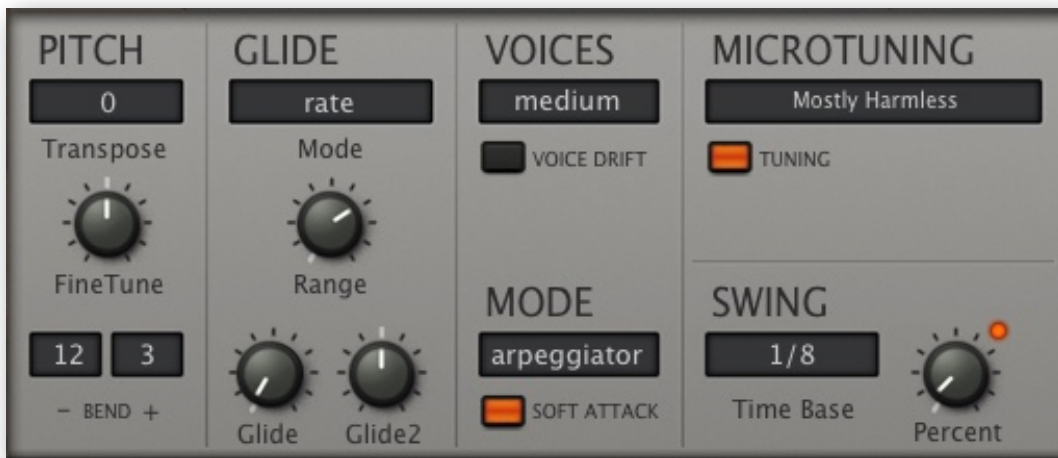 PITCH
0
Transpose
FineTune
12 3
– BEND +
GLIDE
rate
Mode
Range
Glide Glide2
VOICES
medium
VOICE DRIFT
MODE
arpeggiator
SOFT ATTACK
MICROTUNING
Mostly Harmless
TUNING
SWING
1/8
Time Base
Percent